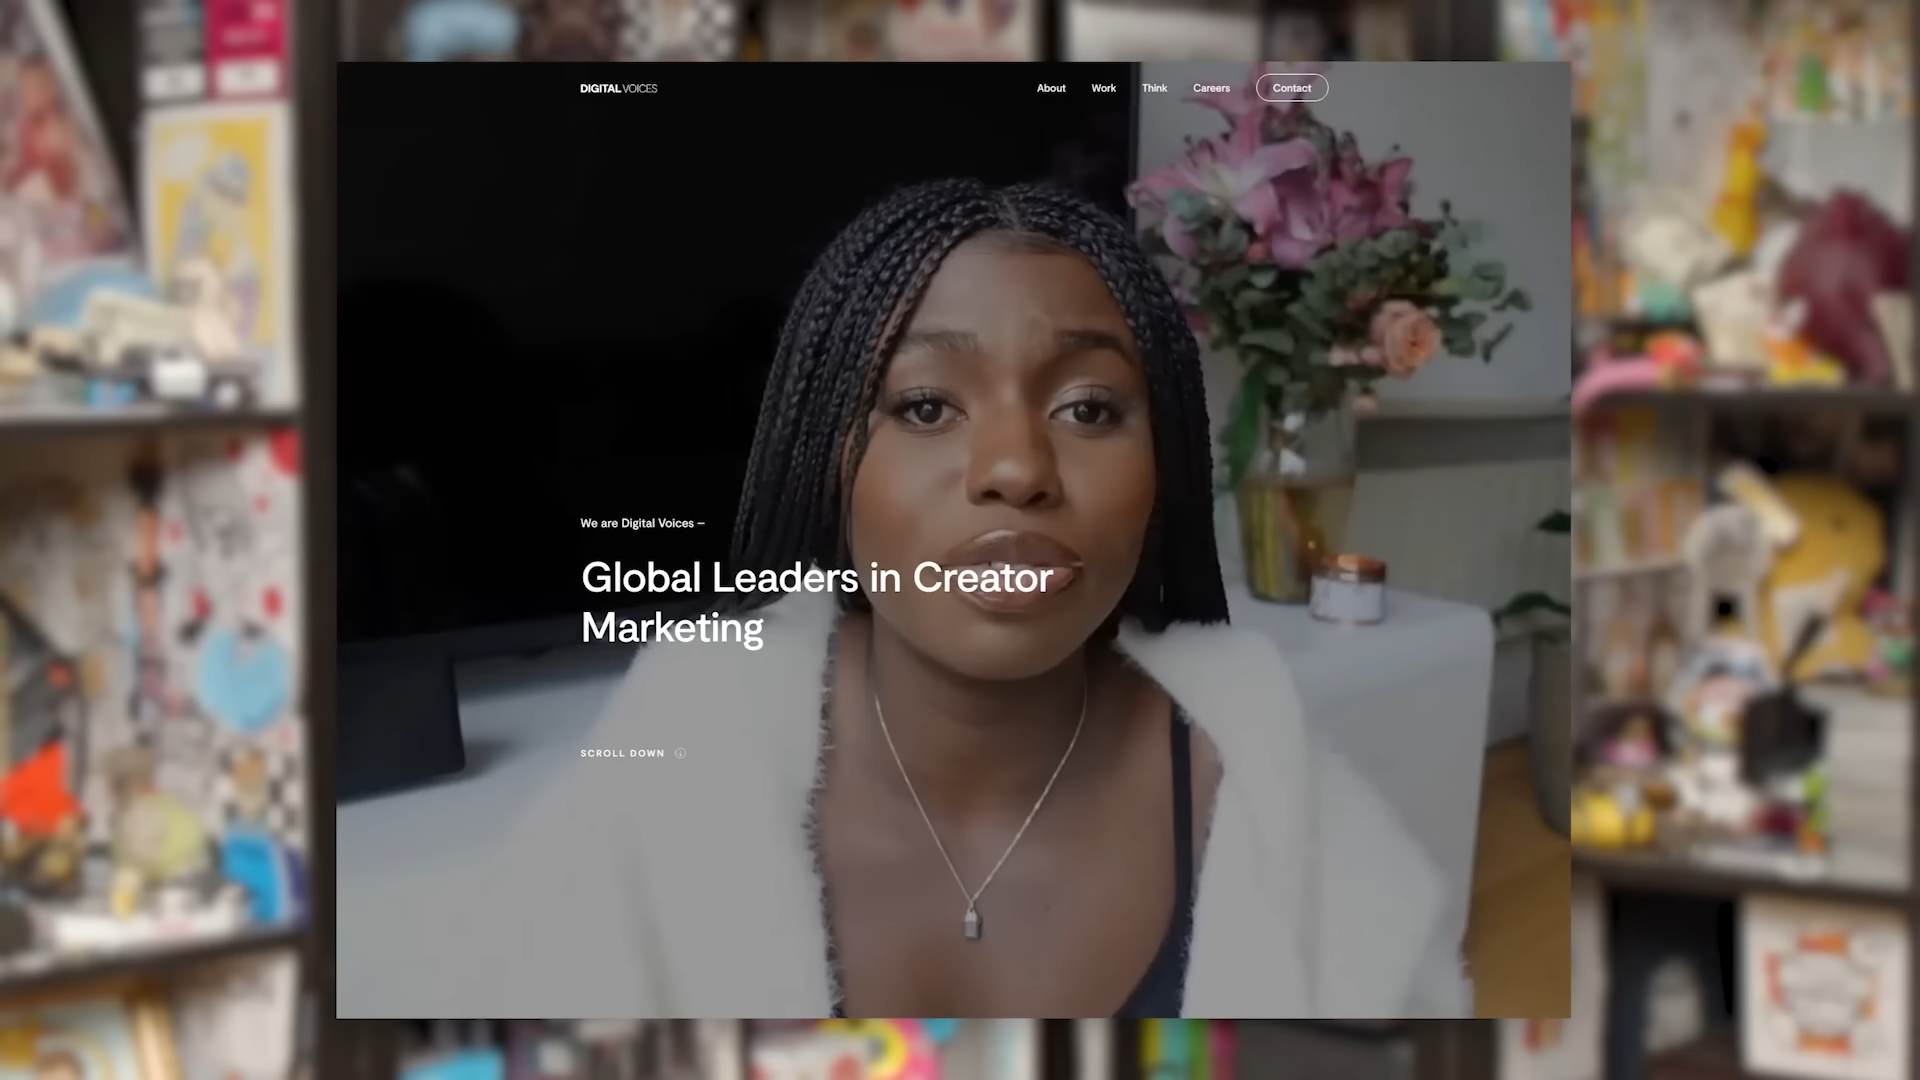 DIGITAL VOICES
About
Work
Think
Careers
Contact
We are Digital Voices –
Global Leaders in Creator
Marketing
SCROLL DOWN